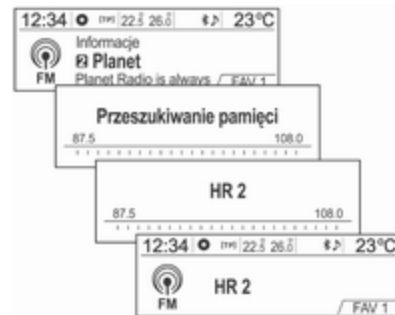 12:34 [TP] 22.5 26.0 23°C
Informacje
2 Planet
FM Planet Radio is always FAV 1
Przeszukiwanie pamięci
87.5 108.0
HR 2
87.5 108.0
12:34 [TP] 22.5 26.0 23°C
HR 2
FM
FAV 1